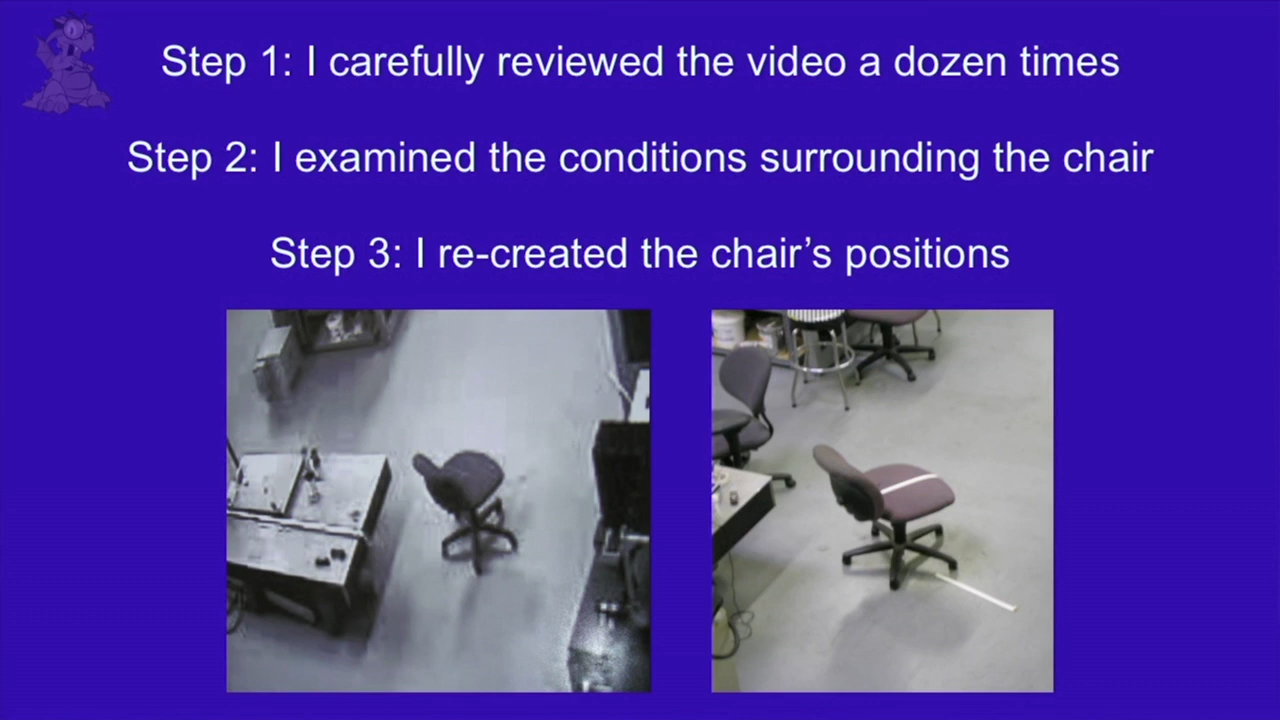 Step 1: I carefully reviewed the video a dozen times
Step 2: I examined the conditions surrounding the chair
Step 3: I re-created the chair’s positions